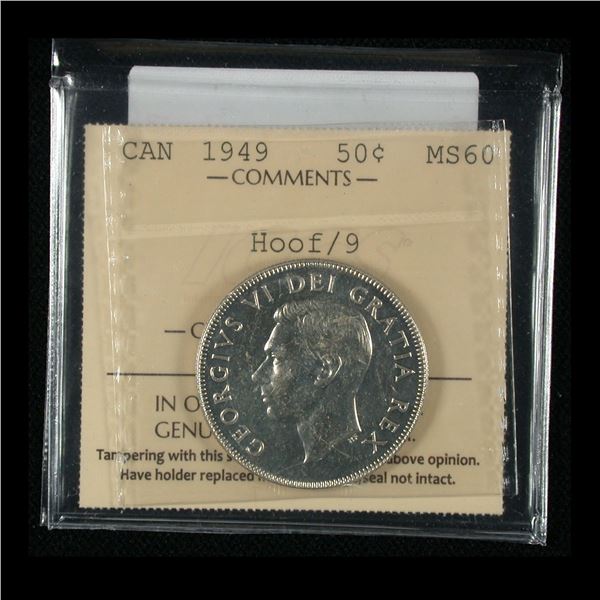 CAN 1949 50¢ MS60
— COMMENTS —
Hoof/9
GEORGIVS VI DEI GRATIA REX
— C
IN O
GENU
Tampering with this s above opinion.
Have holder replaced seal not intact.